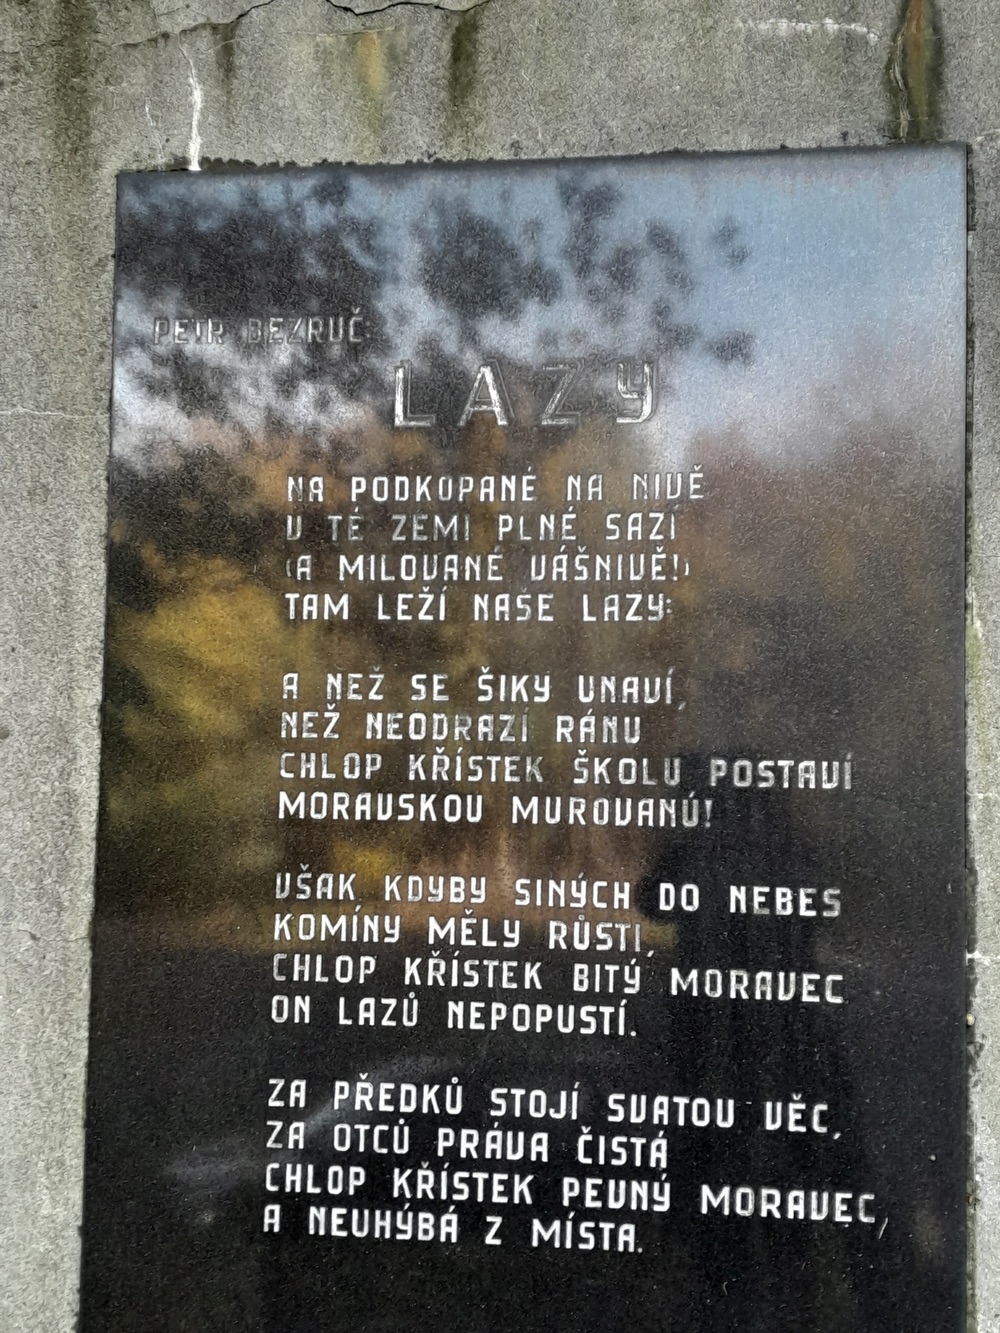 PETR BEZRUČ:
LAZY
NA PODKOPANÉ NA NIVĚ
V TÉ ZEMI PLNÉ SAZÍ
(A MILOVANÉ VÁŠNIVĚ!)
TAM LEŽÍ NAŠE LAZY:
A NEŽ SE ŠIKY UNAVÍ,
NEŽ NEODRAZÍ RÁNU
CHLOP KŘÍSTEK ŠKOLU POSTAVÍ
MORAVSKOU MUROVANÚ!
VŠAK KDYBY SINÝCH DO NEBES
KOMÍNY MĚLY RŮSTI,
CHLOP KŘÍSTEK BITÝ MORAVEC
ON LAZŮ NEPOPUSTÍ.
ZA PŘEDKŮ STOJÍ SVATOU VĚC,
ZA OTCŮ PRÁVA ČISTÁ
CHLOP KŘÍSTEK PEVNÝ MORAVEC,
A NEUHÝBÁ Z MÍSTA.